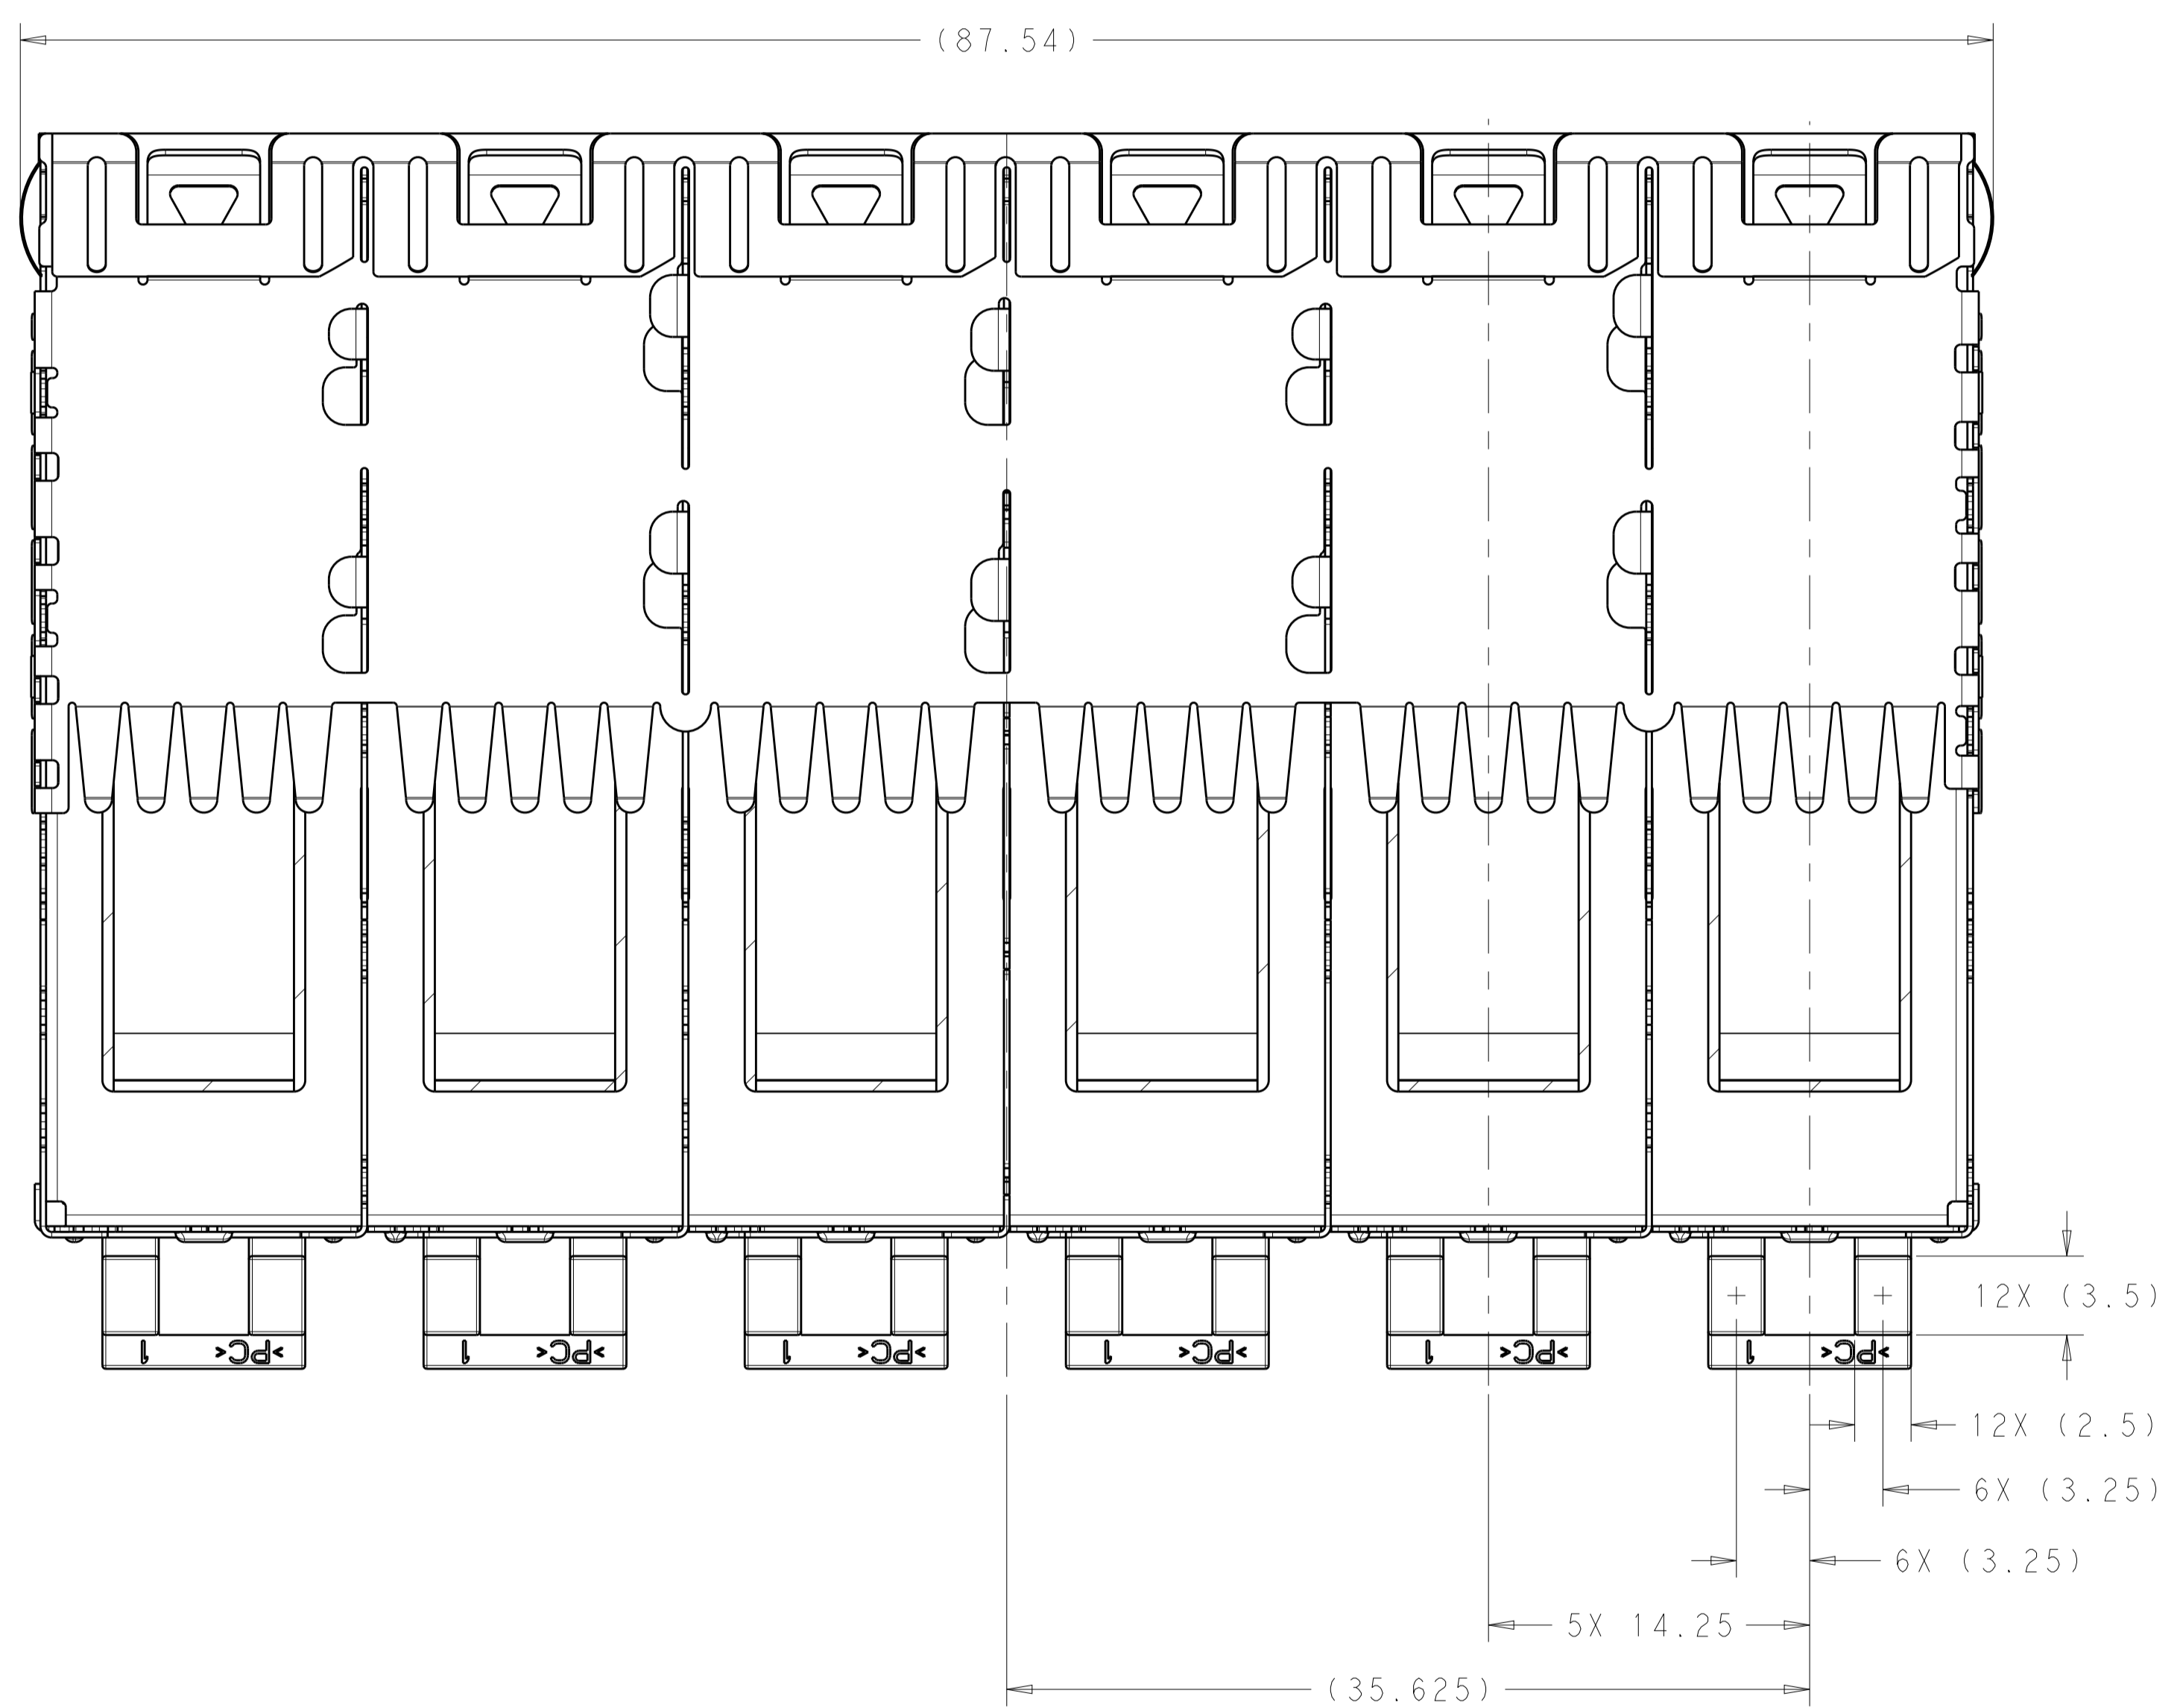 (87.54)
12X (3.5)
1 >PC<
1 >PC<
1 >PC<
1 >PC<
1 >PC<
1 >PC<
12X (2.5)
6X (3.25)
6X (3.25)
5X 14.25
(35.625)